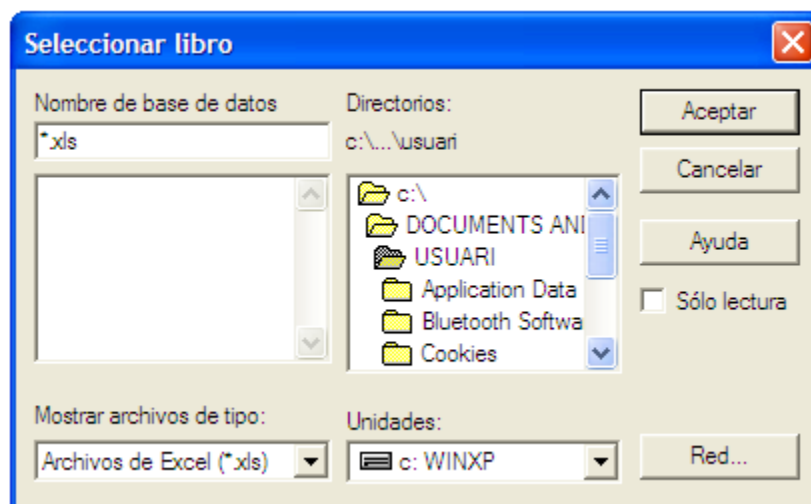 Seleccionar libro
Nombre de base de datos
*.xls
Directorios:
c:\...\usuari
c:\
DOCUMENTS AND
USUARI
Application Data
Bluetooth Softwa
Cookies
Aceptar
Cancelar
Ayuda
Sólo lectura
Mostrar archivos de tipo:
Archivos de Excel (*.xls)
Unidades:
c: WINXP
Red...